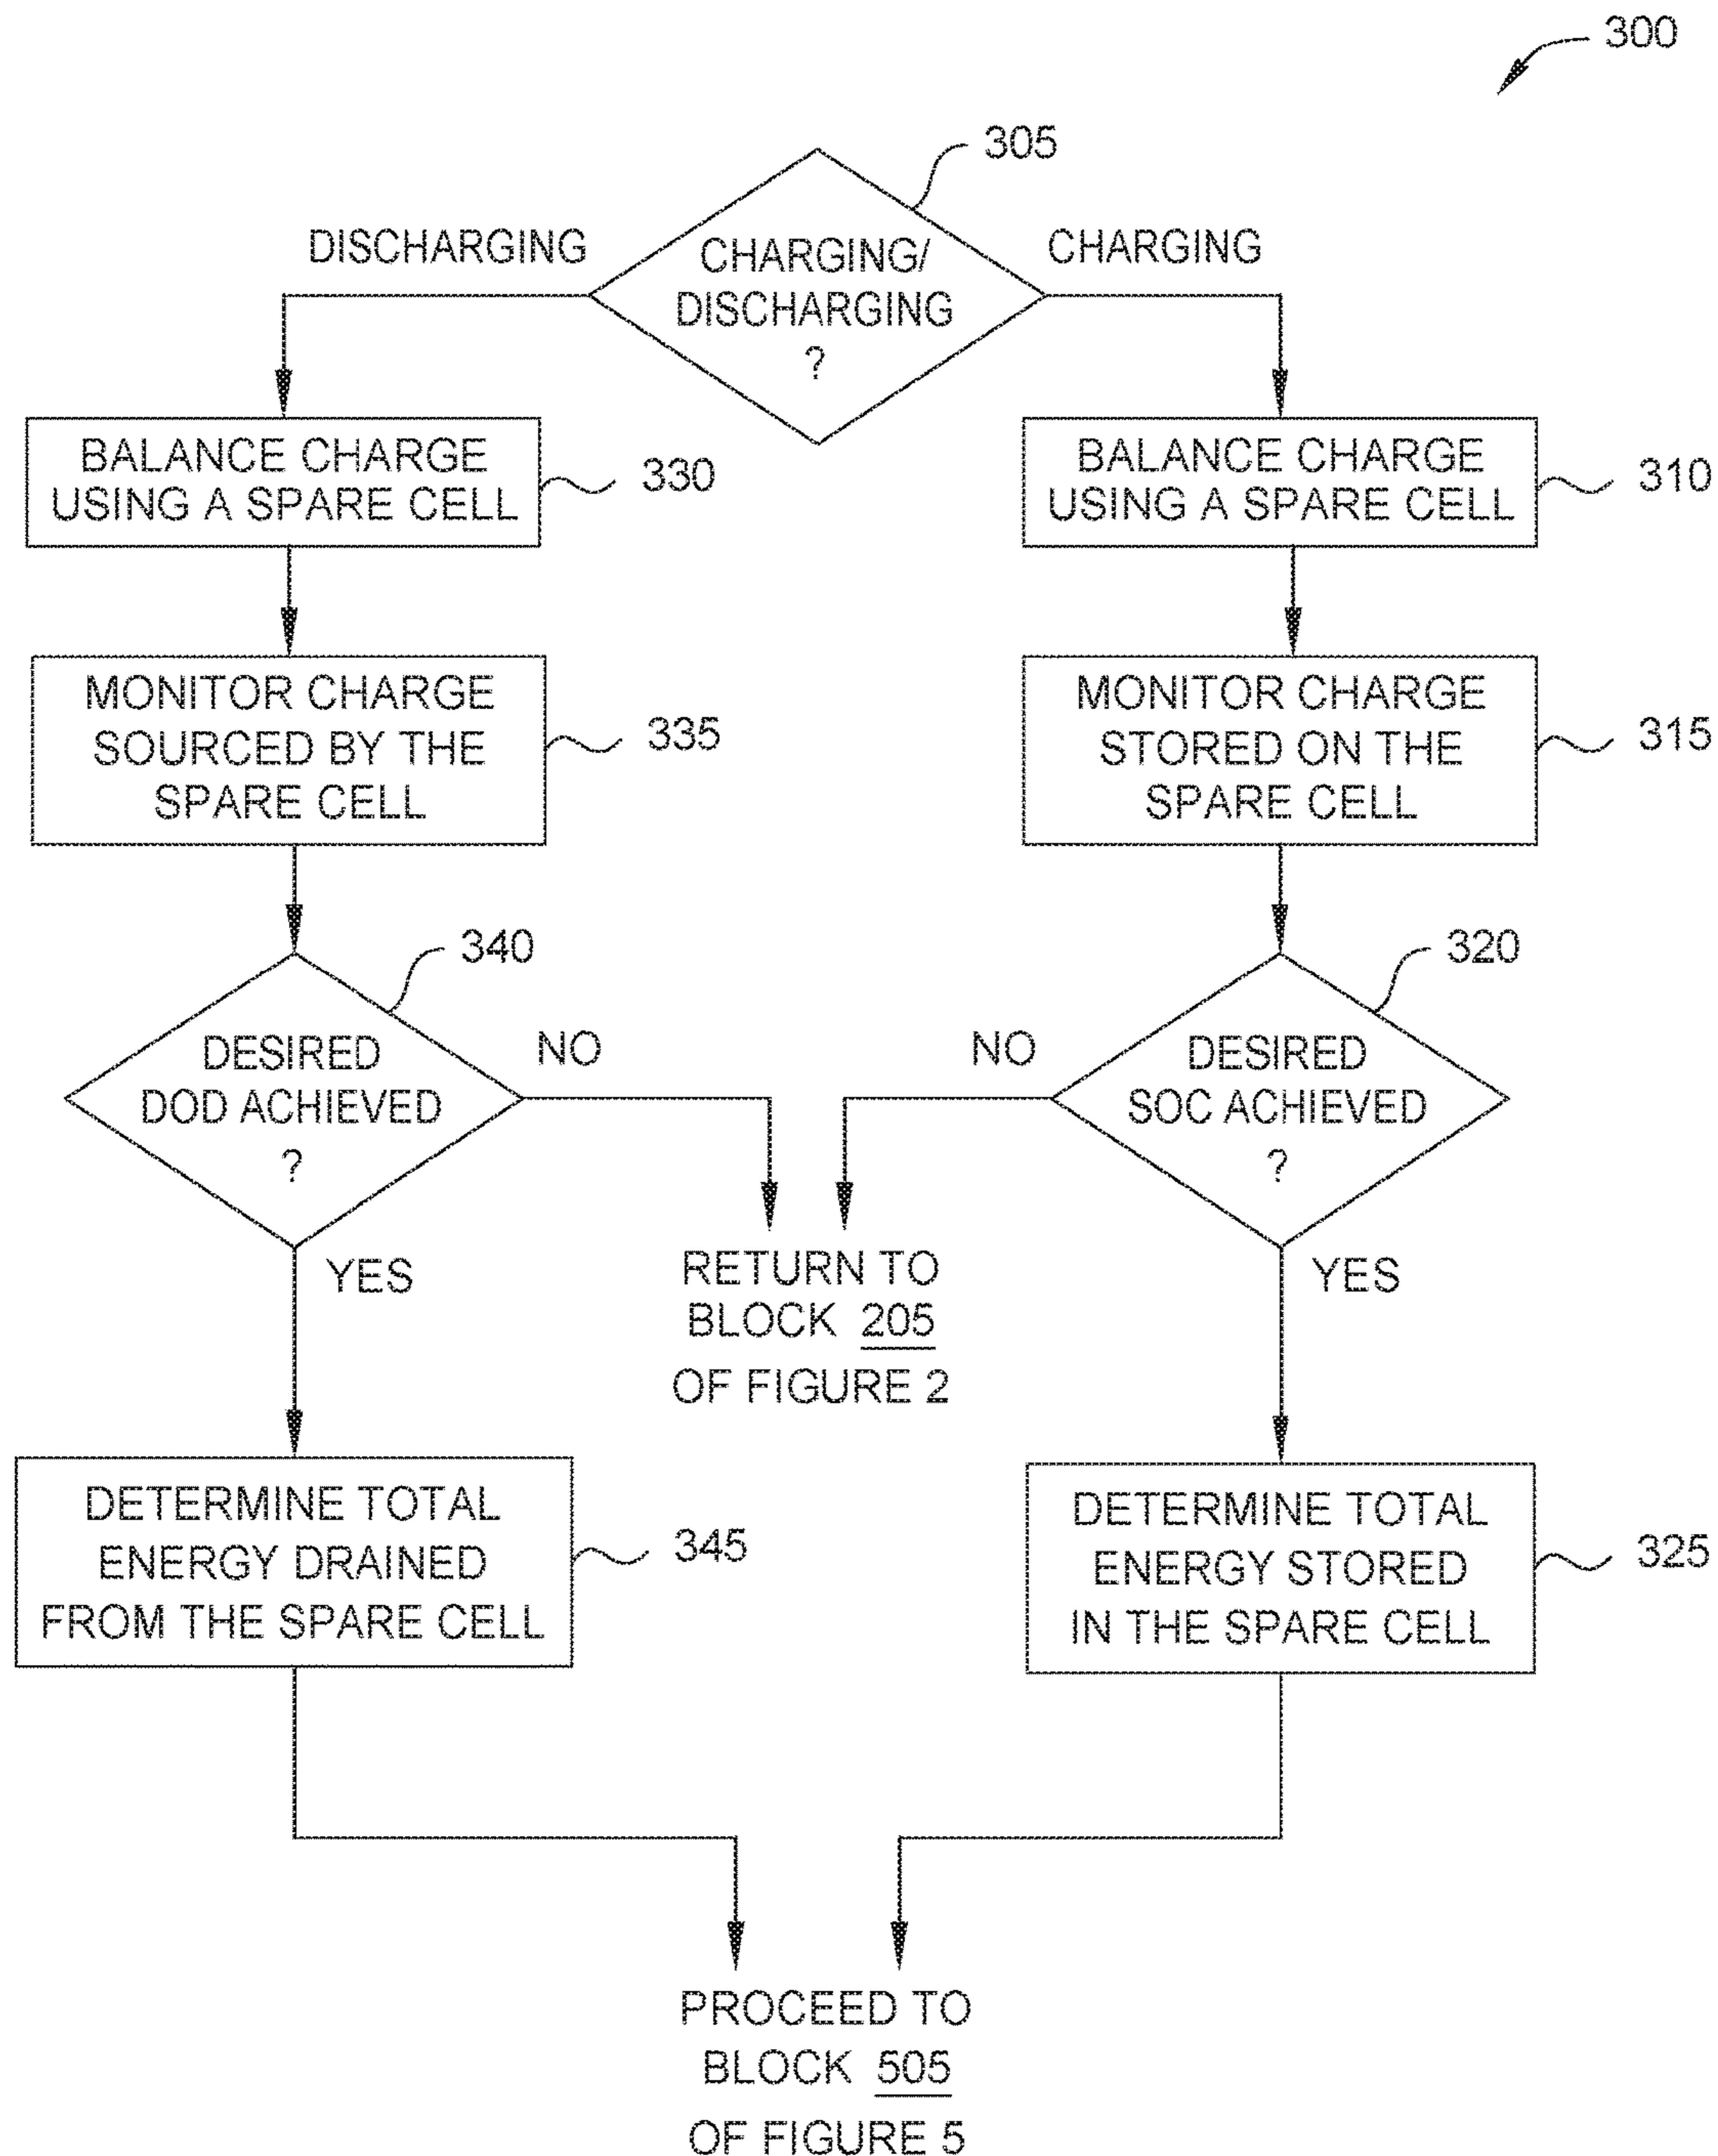 300
305
DISCHARGING
CHARGING/
DISCHARGING
?
CHARGING
BALANCE CHARGE
USING A SPARE CELL
330
BALANCE CHARGE
USING A SPARE CELL
310
MONITOR CHARGE
SOURCED BY THE
SPARE CELL
335
MONITOR CHARGE
STORED ON THE
SPARE CELL
315
340
320
DESIRED
DOD ACHIEVED
?
NO
NO
DESIRED
SOC ACHIEVED
?
YES
RETURN TO
BLOCK 205
OF FIGURE 2
YES
DETERMINE TOTAL
ENERGY DRAINED
FROM THE SPARE CELL
345
DETERMINE TOTAL
ENERGY STORED
IN THE SPARE CELL
325
PROCEED TO
BLOCK 505
OF FIGURE 5